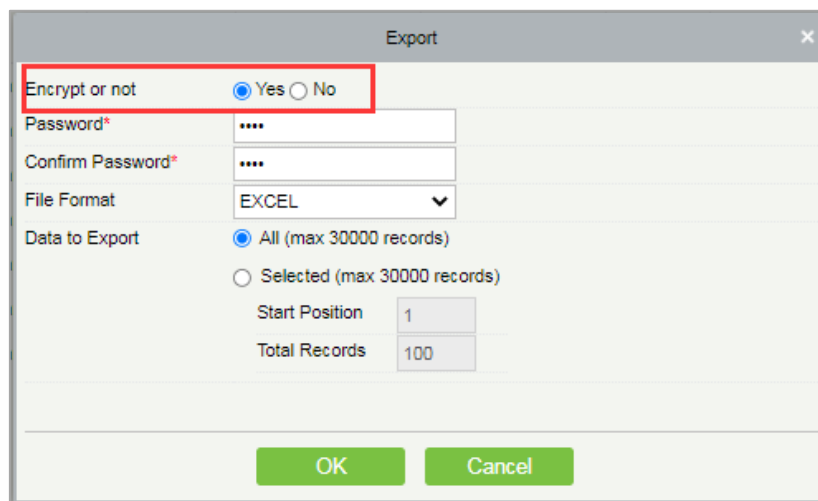 Export ×
Encrypt or not Yes No
Password* ••••
Confirm Password* ••••
File Format EXCEL
Data to Export All (max 30000 records)
Selected (max 30000 records)
Start Position 1
Total Records 100
OK Cancel